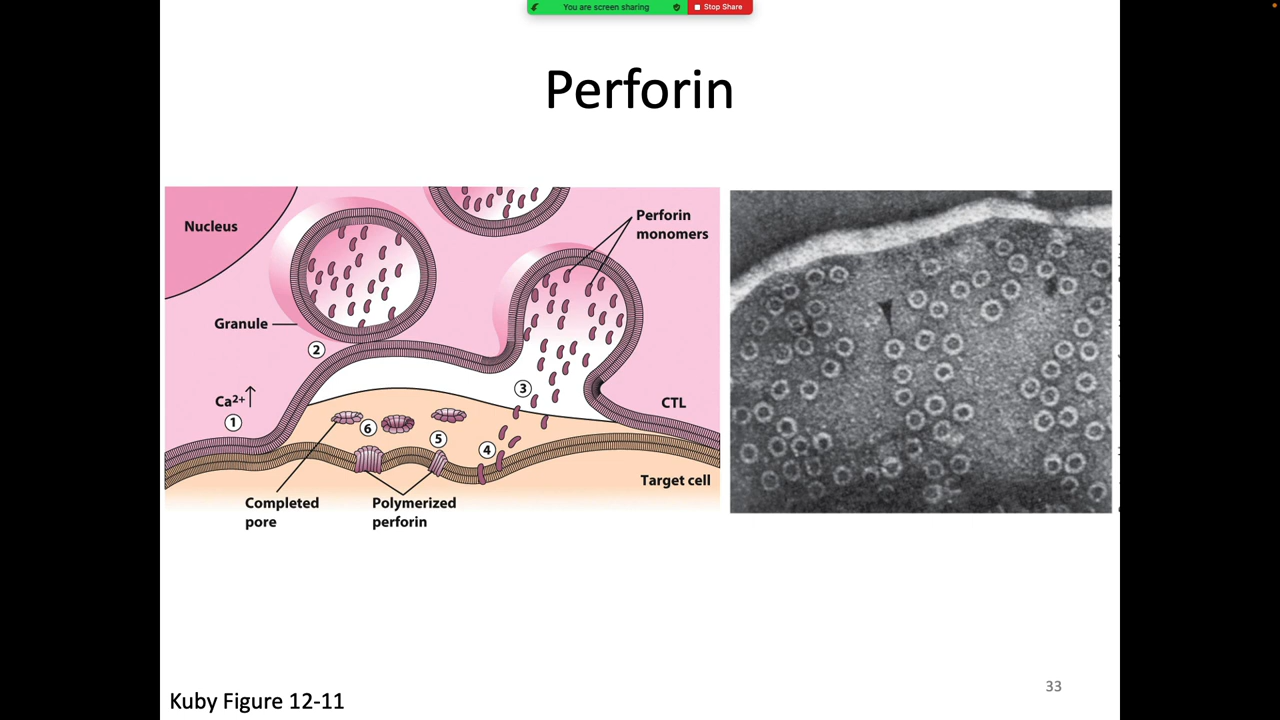 You are screen sharing
Stop Share
Perforin
Nucleus
Perforin
monomers
Granule
2
Ca2+↑
3
CTL
1
6
5
4
Target cell
Completed
pore
Polymerized
perforin
33
Kuby Figure 12-11